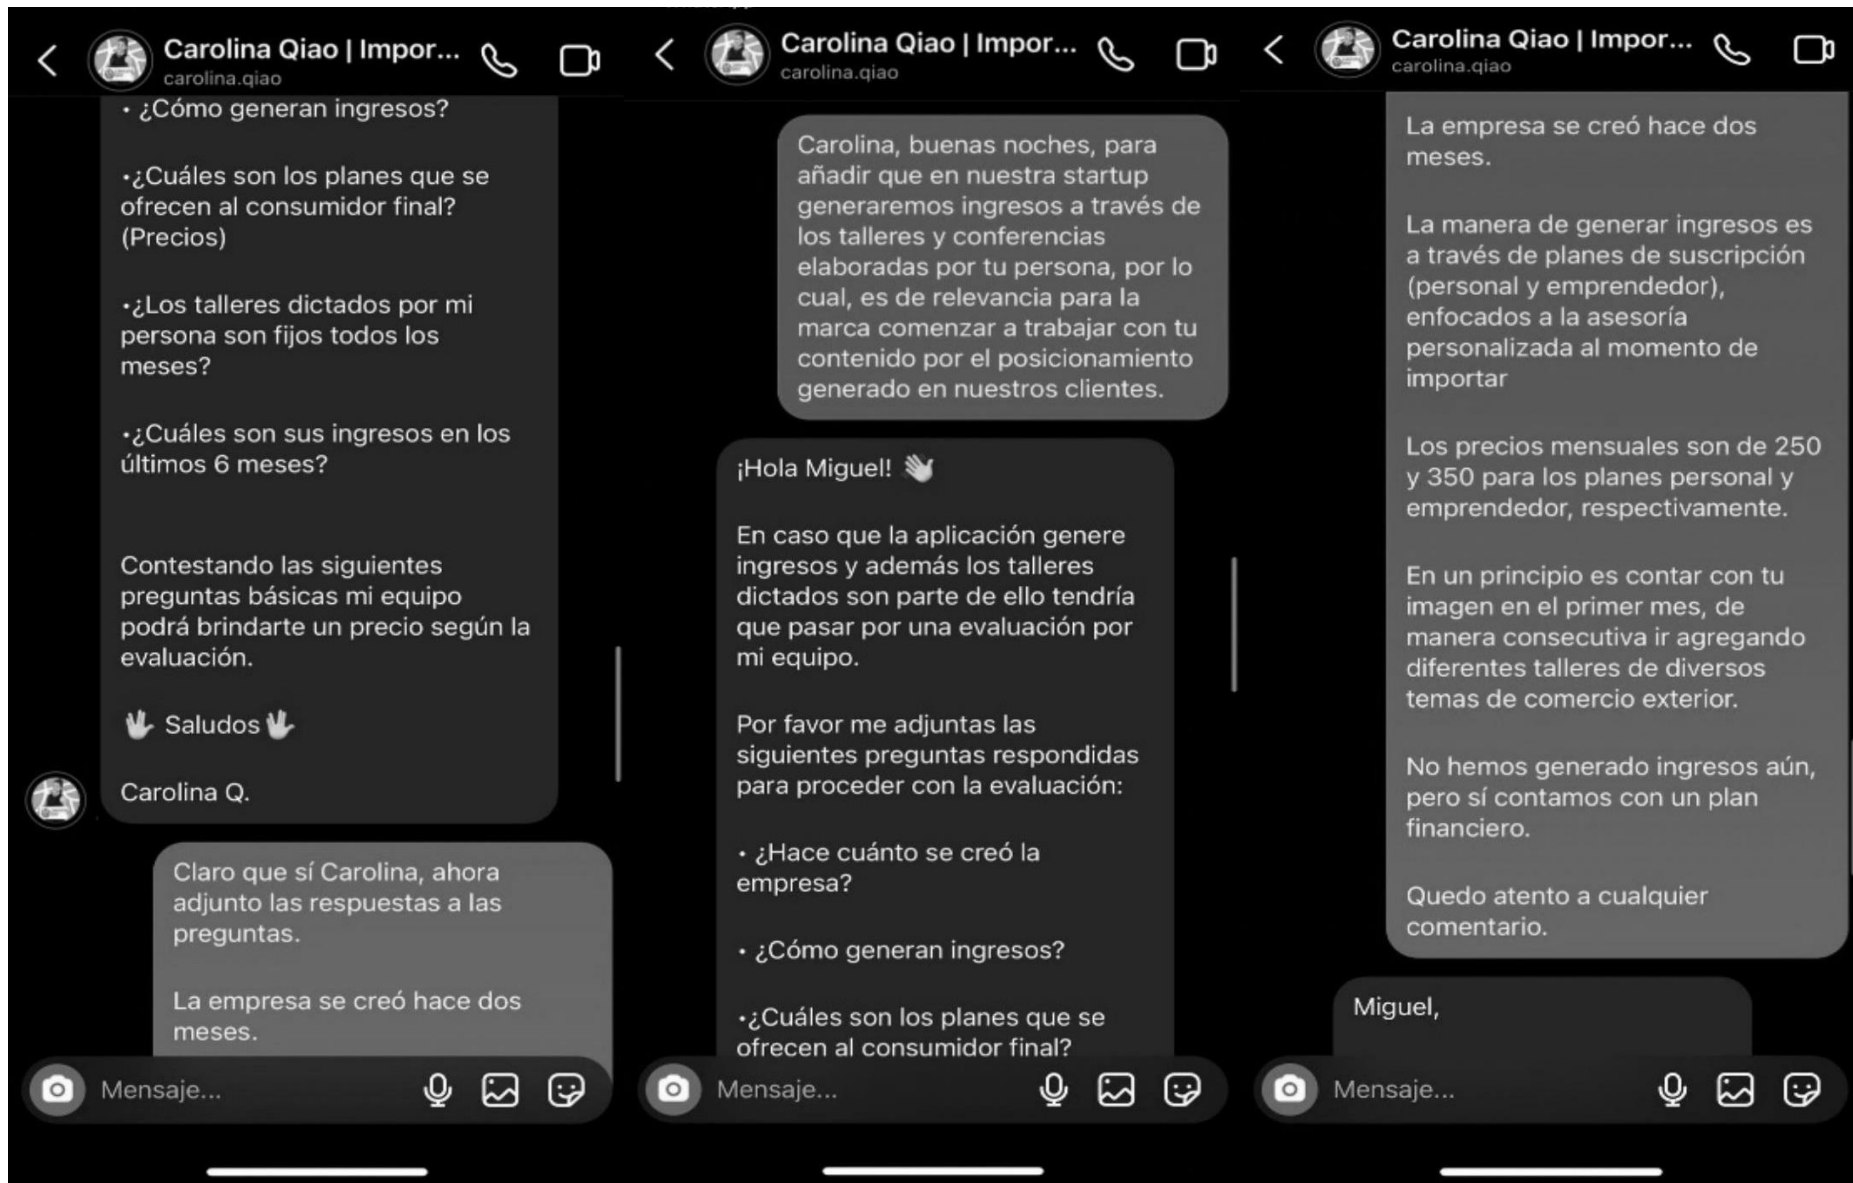 Carolina Qiao | Impor...
carolina.qiao
• ¿Cómo generan ingresos?
•¿Cuáles son los planes que se
ofrecen al consumidor final?
(Precios)
•¿Los talleres dictados por mi
persona son fijos todos los
meses?
•¿Cuáles son sus ingresos en los
últimos 6 meses?
Contestando las siguientes
preguntas básicas mi equipo
podrá brindarte un precio según la
evaluación.
🖖 Saludos🖖
Carolina Q.
Claro que sí Carolina, ahora
adjunto las respuestas a las
preguntas.
La empresa se creó hace dos
meses.
Mensaje...
Carolina Qiao | Impor...
carolina.qiao
Carolina, buenas noches, para
añadir que en nuestra startup
generaremos ingresos a través de
los talleres y conferencias
elaboradas por tu persona, por lo
cual, es de relevancia para la
marca comenzar a trabajar con tu
contenido por el posicionamiento
generado en nuestros clientes.
¡Hola Miguel! 👋
En caso que la aplicación genere
ingresos y además los talleres
dictados son parte de ello tendría
que pasar por una evaluación por
mi equipo.
Por favor me adjuntas las
siguientes preguntas respondidas
para proceder con la evaluación:
• ¿Hace cuánto se creó la
empresa?
• ¿Cómo generan ingresos?
•¿Cuáles son los planes que se
ofrecen al consumidor final?
Mensaje...
Carolina Qiao | Impor...
carolina.qiao
La empresa se creó hace dos
meses.
La manera de generar ingresos es
a través de planes de suscripción
(personal y emprendedor),
enfocados a la asesoría
personalizada al momento de
importar
Los precios mensuales son de 250
y 350 para los planes personal y
emprendedor, respectivamente.
En un principio es contar con tu
imagen en el primer mes, de
manera consecutiva ir agregando
diferentes talleres de diversos
temas de comercio exterior.
No hemos generado ingresos aún,
pero sí contamos con un plan
financiero.
Quedo atento a cualquier
comentario.
Miguel,
Mensaje...